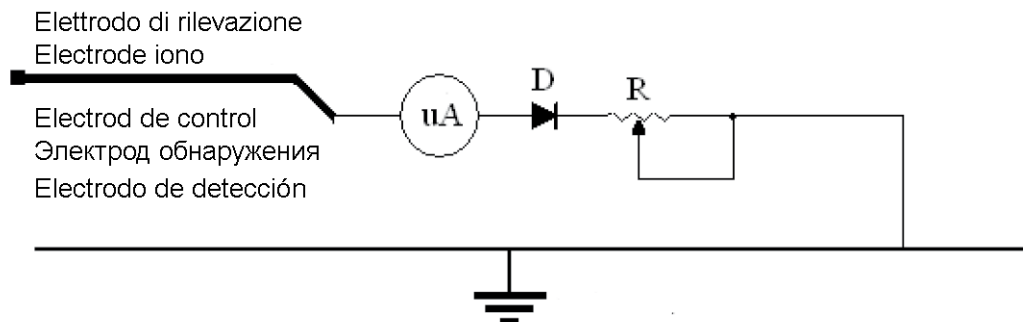 Elettrodo di rilevazione
Electrode iono
Electrod de control
Электрод обнаружения
Electrodo de detección
uA
D
R